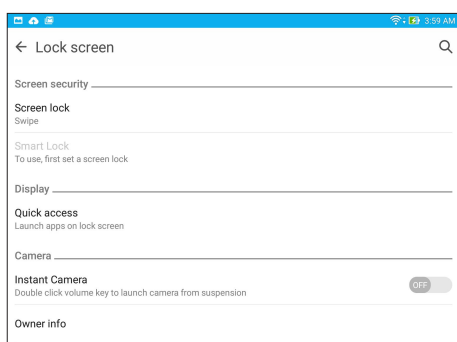 3:59 AM
Lock screen
Screen security
Screen lock
Swipe
Smart Lock
To use, first set a screen lock
Display
Quick access
Launch apps on lock screen
Camera
Instant Camera
OFF
Double click volume key to launch camera from suspension
Owner info